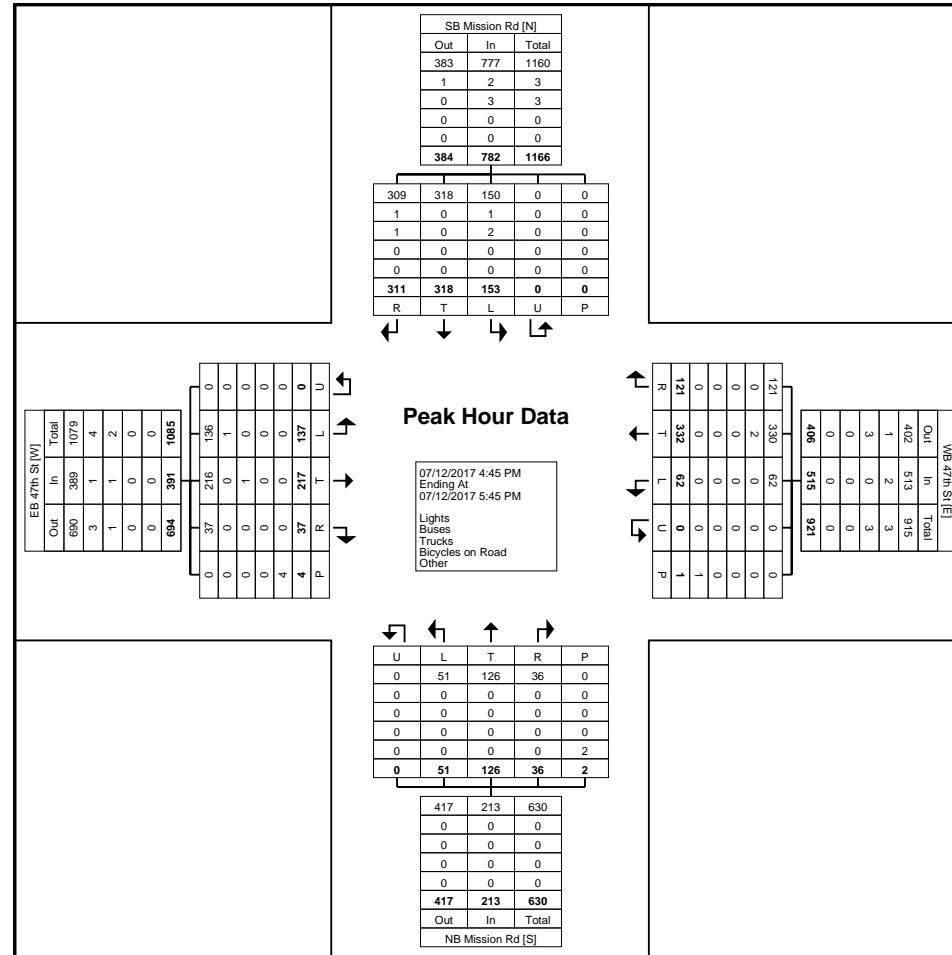 SB Mission Rd [N]
Out In Total
383 777 1160
1 2 3
0 3 3
0 0 0
0 0 0
384 782 1166
309 318 150 0 0
1 0 1 0 0
1 0 2 0 0
0 0 0 0 0
0 0 0 0 0
311 318 153 0 0
R T L U P
EB 47th St [W]
Out In Total
690 389 1079
3 1 4
1 1 2
0 0 0
0 0 0
694 391 1085
0 136 216 37 0
0 1 0 0 0
0 0 1 0 0
0 0 0 0 0
0 0 0 0 4
0 137 217 37 4
U L T R P
Peak Hour Data
07/12/2017 4:45 PM
Ending At
07/12/2017 5:45 PM
Lights
Buses
Trucks
Bicycles on Road
Other
WB 47th St [E]
Out In Total
402 513 915
1 2 3
3 0 3
0 0 0
0 0 0
406 515 921
121 330 62 0 0
0 2 0 0 0
0 0 0 0 0
0 0 0 0 0
0 0 0 0 1
121 332 62 0 1
R T L U P
U L T R P
0 51 126 36 0
0 0 0 0 0
0 0 0 0 0
0 0 0 0 0
0 0 0 0 2
0 51 126 36 2
417 213 630
0 0 0
0 0 0
0 0 0
0 0 0
417 213 630
Out In Total
NB Mission Rd [S]